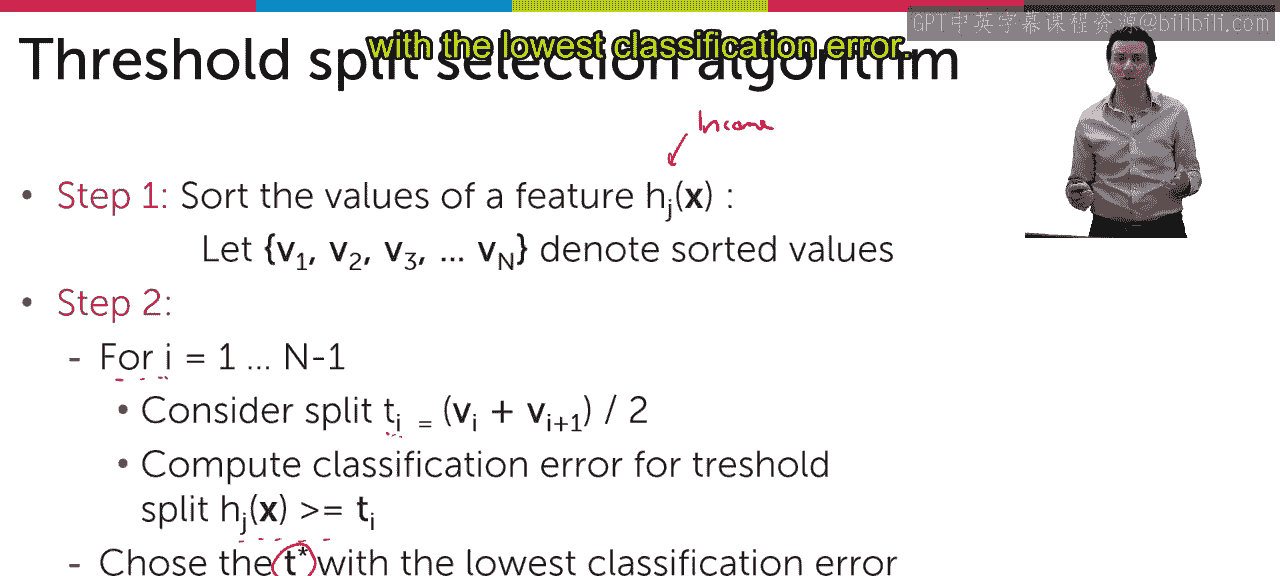 GPT中英字幕课程资源@bilibili.com
with the lowest classification error.
Threshold split selection algorithm
Income
• Step 1: Sort the values of a feature hj(x) :
Let {v1, v2, v3, ... vN} denote sorted values
• Step 2:
- For i = 1 ... N-1
• Consider split ti = (vi + vi+1) / 2
• Compute classification error for treshold
split hj(x) >= ti
- Chose the t* with the lowest classification error